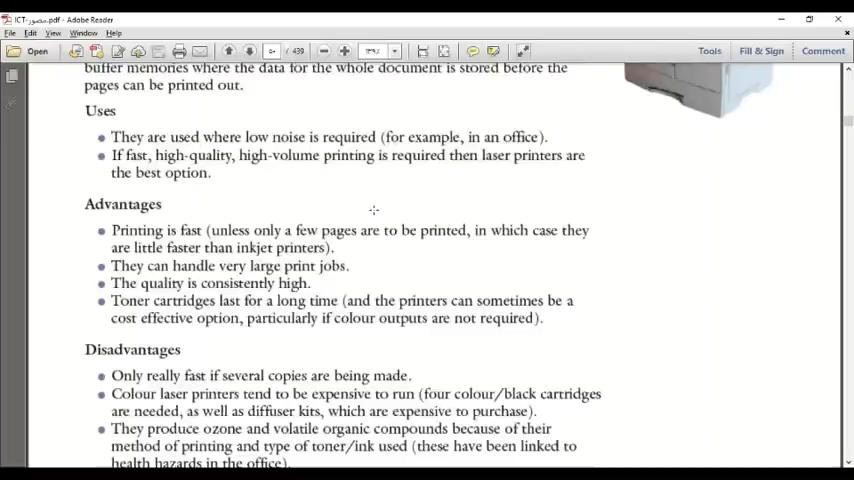 ICT-مصور.pdf - Adobe Reader
File Edit View Window Help
Open / 439 Tools Fill & Sign Comment
buffer memories where the data for the whole document is stored before the
pages can be printed out.
Uses
They are used where low noise is required (for example, in an office).
If fast, high-quality, high-volume printing is required then laser printers are
the best option.
Advantages
Printing is fast (unless only a few pages are to be printed, in which case they
are little faster than inkjet printers).
They can handle very large print jobs.
The quality is consistently high.
Toner cartridges last for a long time (and the printers can sometimes be a
cost effective option, particularly if colour outputs are not required).
Disadvantages
Only really fast if several copies are being made.
Colour laser printers tend to be expensive to run (four colour/black cartridges
are needed, as well as diffuser kits, which are expensive to purchase).
They produce ozone and volatile organic compounds because of their
method of printing and type of toner/ink used (these have been linked to
health hazards in the office).